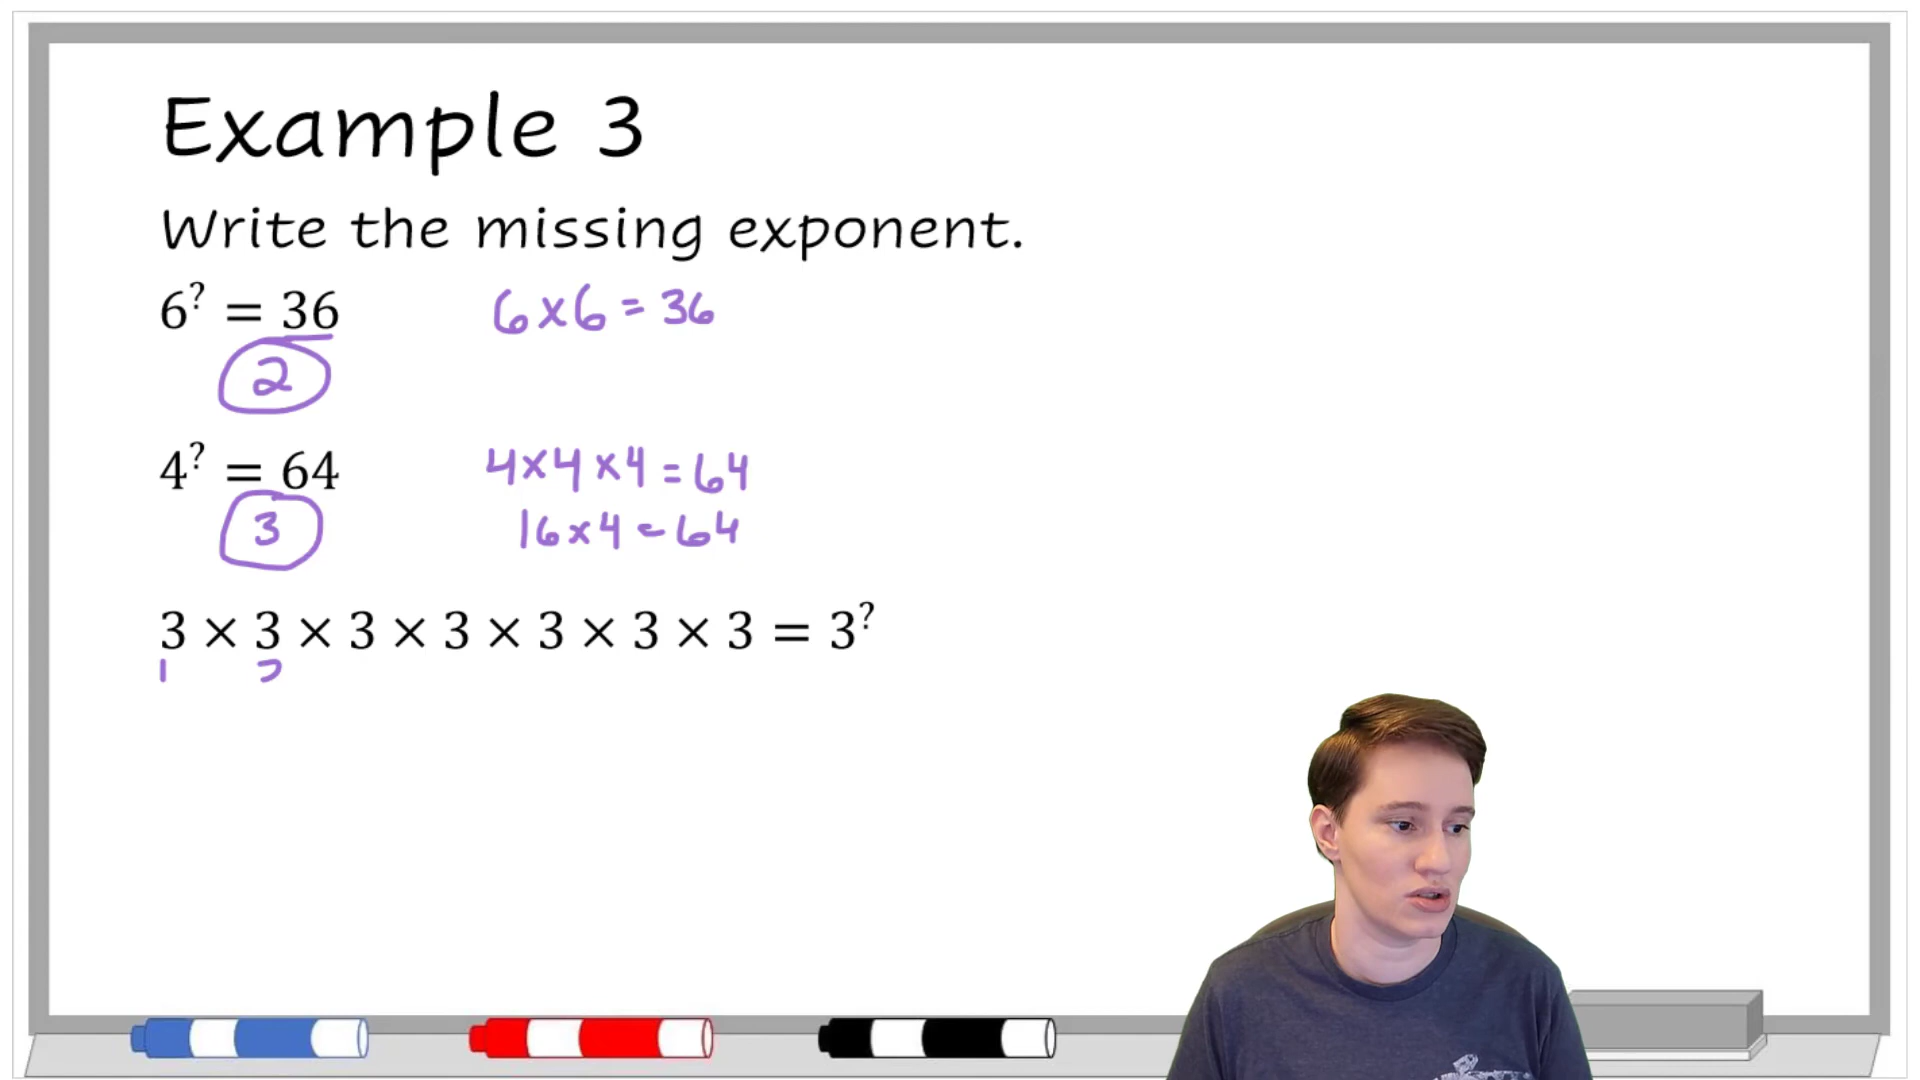 Example 3
Write the missing exponent.
6^? = 36 6×6 = 36
2
4^? = 64 4×4×4 = 64
3 16×4 = 64
3 × 3 × 3 × 3 × 3 × 3 × 3 = 3^?
1